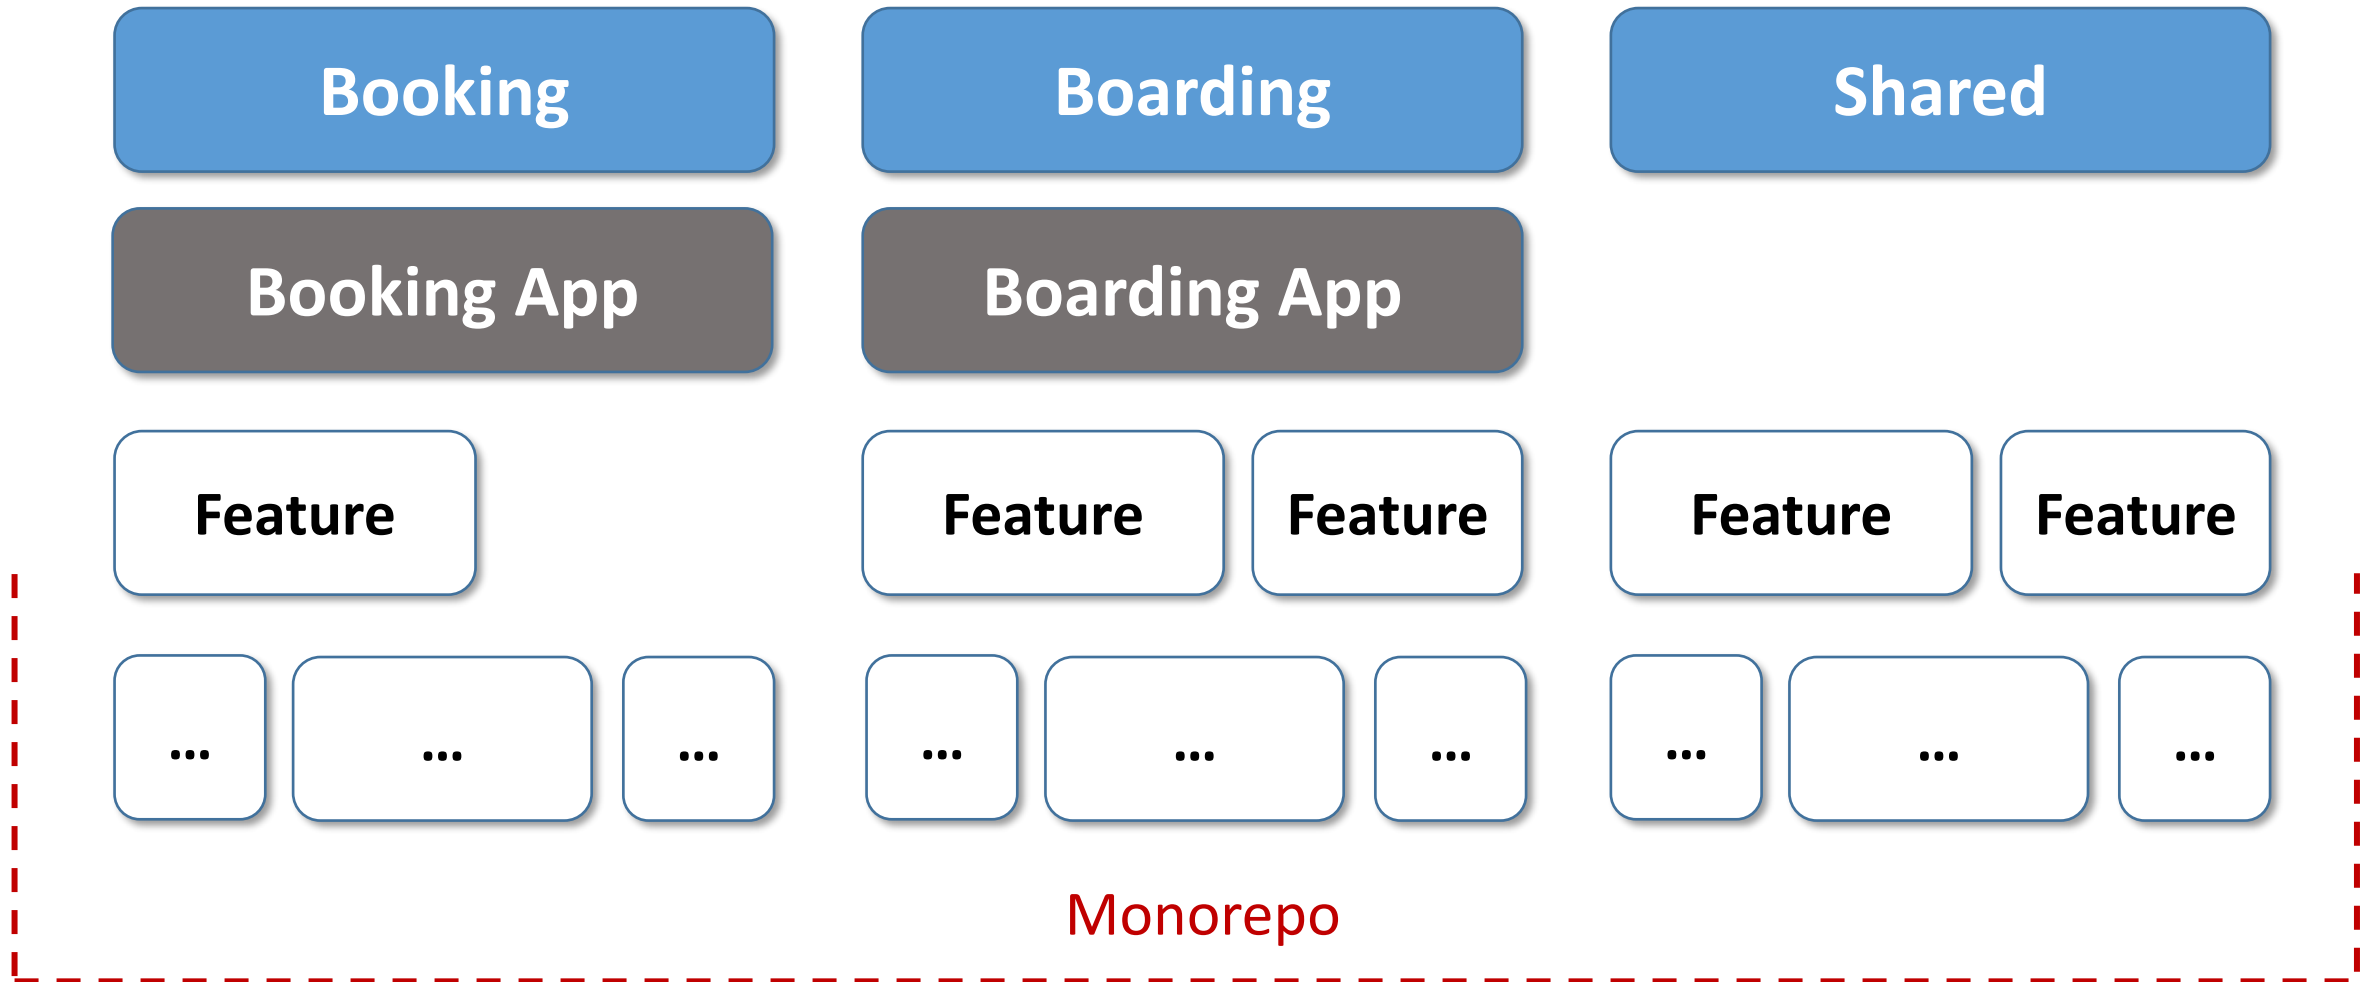 Booking
Boarding
Shared
Booking App
Boarding App
Feature
Feature
Feature
Feature
Feature
...
...
...
...
...
...
...
...
...
Monorepo